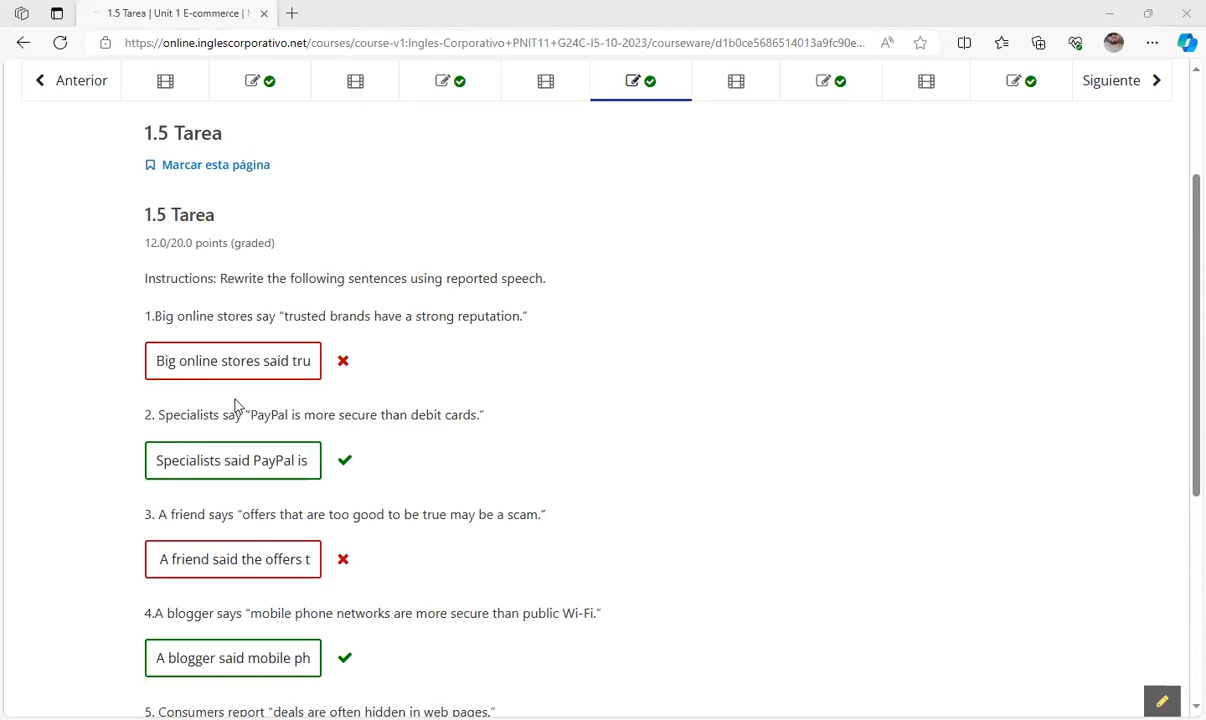 1.5 Tarea | Unit 1 E-commerce |
https://online.inglescorporativo.net/courses/course-v1:Ingles-Corporativo+PNIT11+G24C-I5-10-2023/courseware/d1b0ce5686514013a9fc90e...
Anterior
Siguiente
1.5 Tarea
Marcar esta página
1.5 Tarea
12.0/20.0 points (graded)
Instructions: Rewrite the following sentences using reported speech.
1.Big online stores say “trusted brands have a strong reputation.”
Big online stores said tru
2. Specialists say “PayPal is more secure than debit cards.”
Specialists said PayPal is
3. A friend says “offers that are too good to be true may be a scam.”
A friend said the offers t
4.A blogger says “mobile phone networks are more secure than public Wi-Fi.”
A blogger said mobile ph
5. Consumers report “deals are often hidden in web pages.”